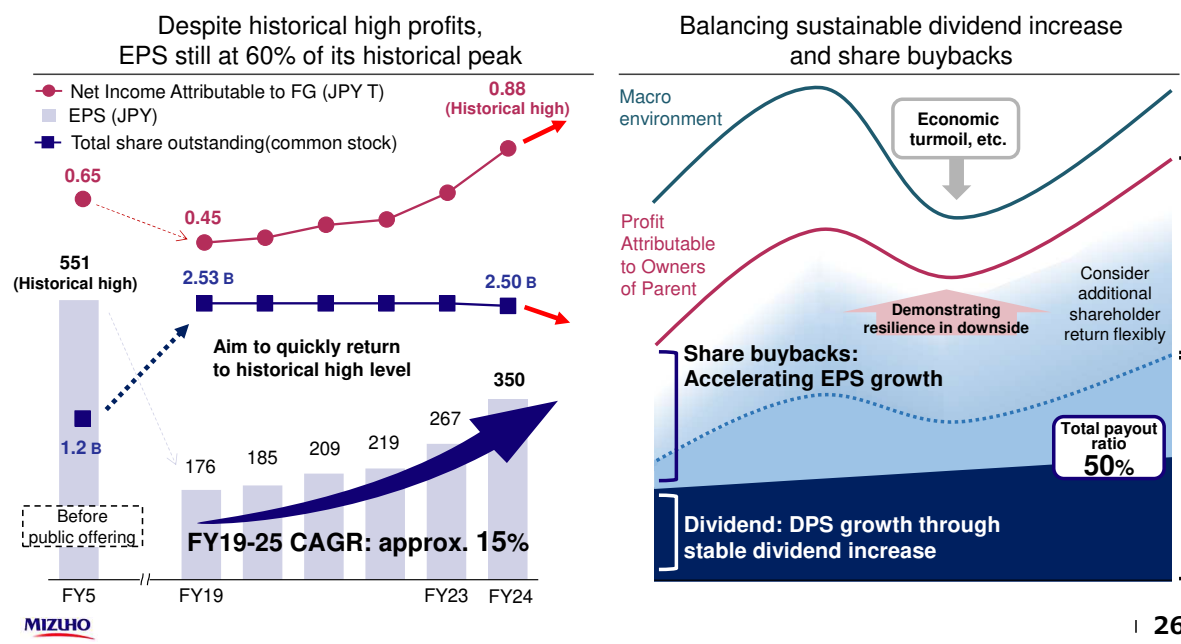 Despite historical high profits,
EPS still at 60% of its historical peak
Net Income Attributable to FG (JPY T)
EPS (JPY)
Total share outstanding(common stock)
0.88
(Historical high)
0.65
0.45
551
(Historical high)
2.53 B
2.50 B
Aim to quickly return
to historical high level
1.2 B
176
185
209
219
267
350
Before
public offering
FY19-25 CAGR: approx. 15%
FY5
FY19
FY23
FY24
Balancing sustainable dividend increase
and share buybacks
Macro
environment
Economic
turmoil, etc.
Profit
Attributable
to Owners
of Parent
Consider
additional
shareholder
return flexibly
Demonstrating
resilience in downside
Share buybacks:
Accelerating EPS growth
Total payout
ratio
50%
Dividend: DPS growth through
stable dividend increase
MIZUHO
26